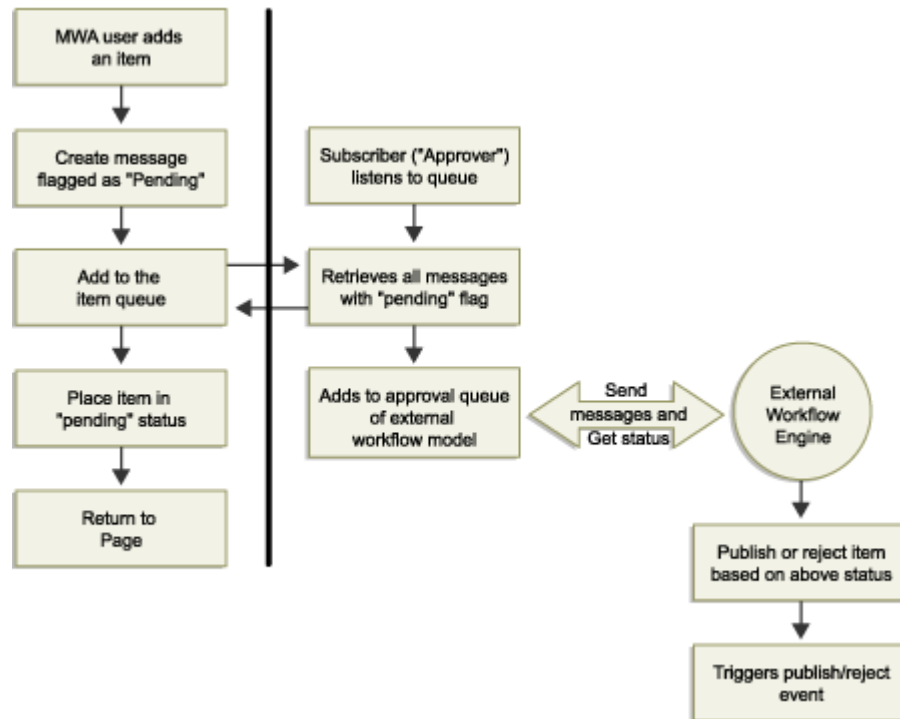 MWA user adds
an item
Create message
flagged as "Pending"
Add to the
item queue
Place item in
"pending" status
Return to
Page
Subscriber ("Approver")
listens to queue
Retrieves all messages
with "pending" flag
Adds to approval queue
of external
workflow model
Send
messages and
Get status
External
Workflow
Engine
Publish or reject item
based on above status
Triggers publish/reject
event